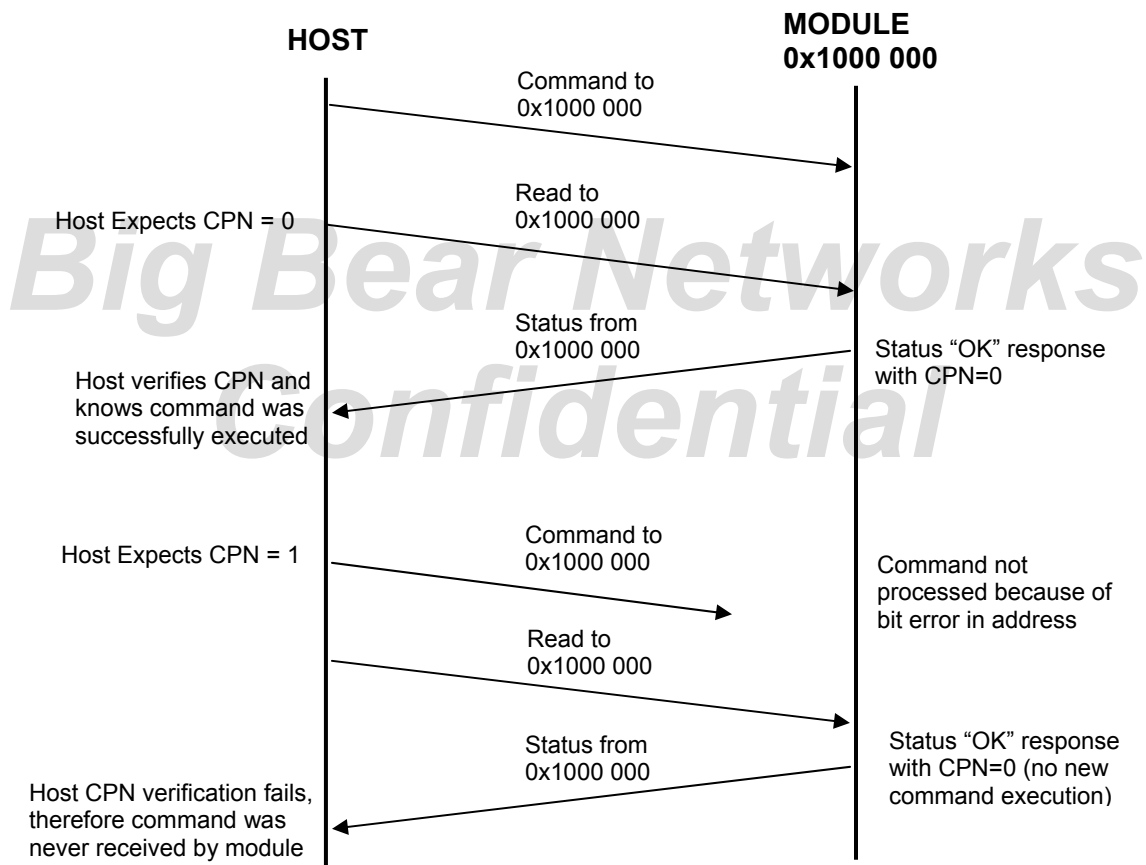 HOST
MODULE
0x1000 000
Command to
0x1000 000
Read to
0x1000 000
Host Expects CPN = 0
Big Bear Networks
Confidential
Status from
0x1000 000
Status “OK” response
with CPN=0
Host verifies CPN and
knows command was
successfully executed
Command to
0x1000 000
Host Expects CPN = 1
Command not
processed because of
bit error in address
Read to
0x1000 000
Status from
0x1000 000
Status “OK” response
with CPN=0 (no new
command execution)
Host CPN verification fails,
therefore command was
never received by module